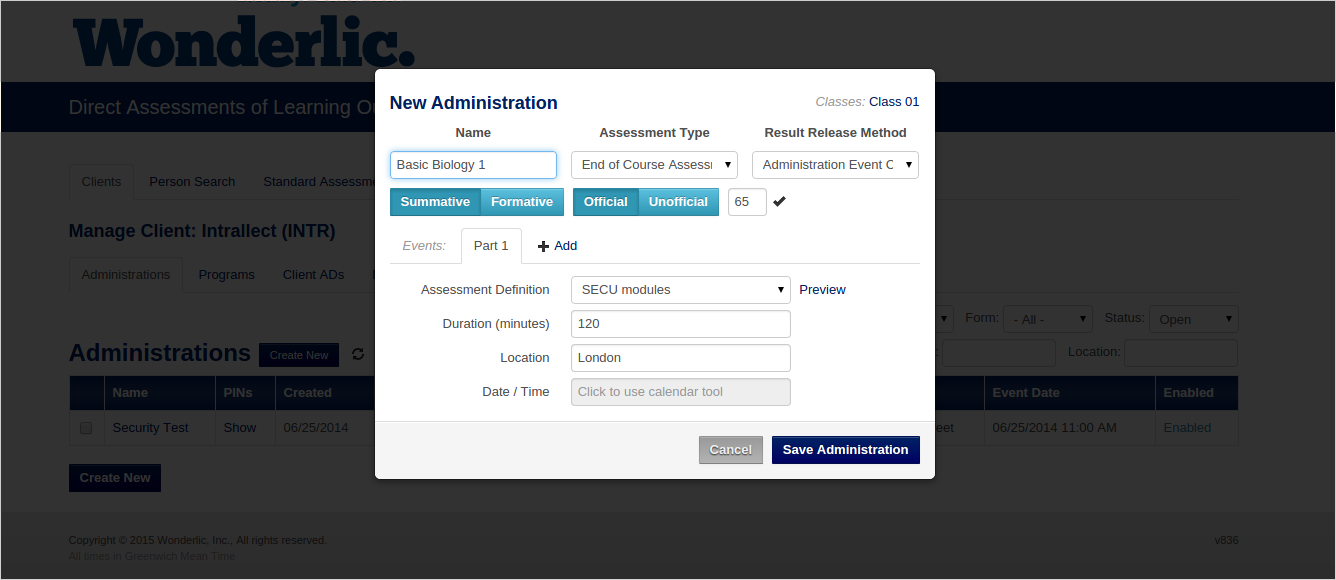 Wonderlic.
Direct Assessments of Learning
Clients Person Search Standard
Manage Client: Intrallect (INTR)
Administrations Programs Client ADs
Form: - All - Status: Open
Administrations Create New Location:
Name PINs Created Event Date Enabled
Security Test Show 06/25/2014 06/25/2014 11:00 AM Enabled
Create New
Copyright © 2015 Wonderlic. Inc., All rights reserved. v836
All times in Greenwich Mean Time
New Administration Classes: Class 01
Name Assessment Type Result Release Method
Basic Biology 1 End of Course Administration Event
Summative Formative Official Unofficial 65
Events: Part 1 Add
Assessment Definition SECU modules Preview
Duration (minutes) 120
Location London
Date / Time Click to use calendar tool
Cancel Save Administration